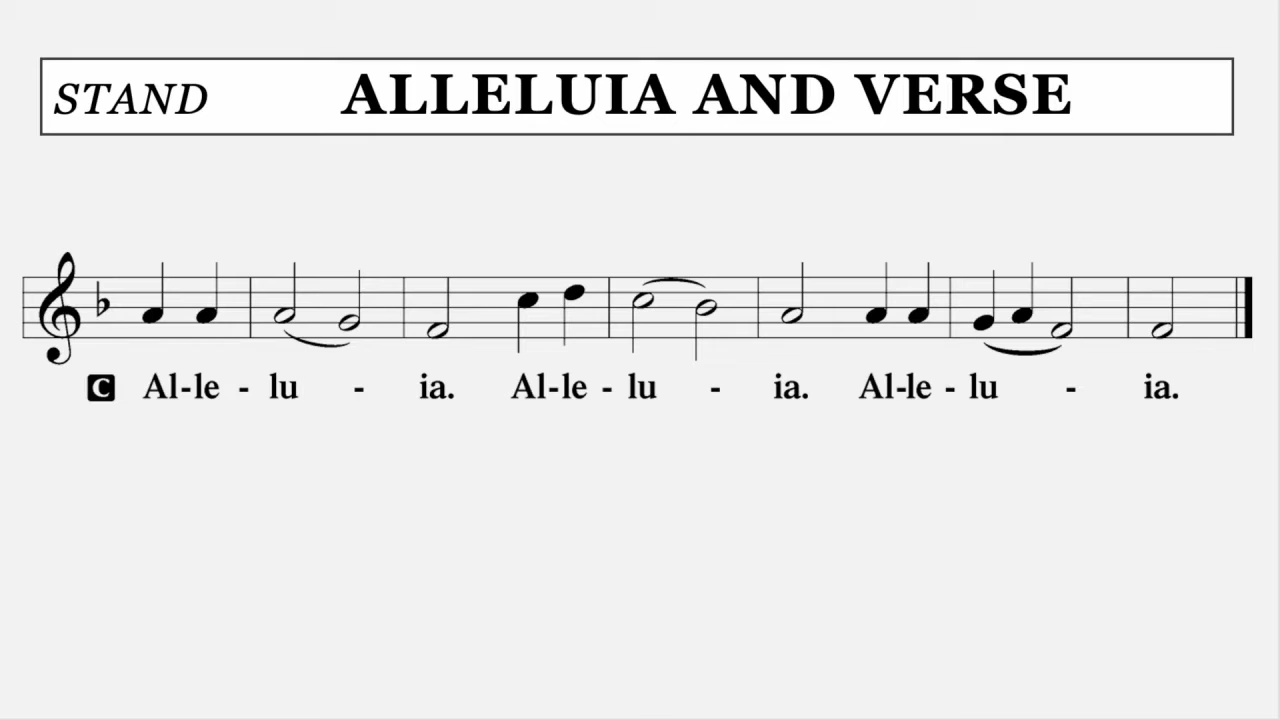 STAND ALLELUIA AND VERSE
C Al-le - lu - ia. Al-le - lu - ia. Al-le - lu - ia.